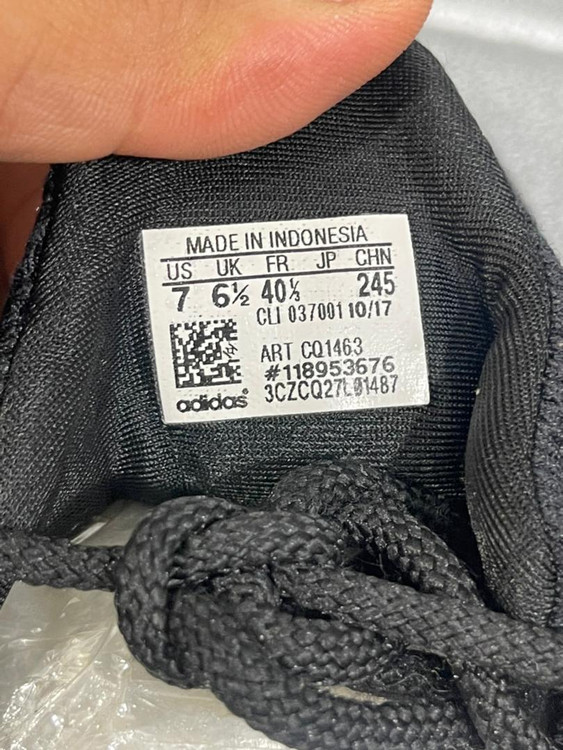 MADE IN INDONESIA
US UK FR JP CHN
7 6½ 40⅔ 245
CLI 037001 10/17
ART CQ1463
#118953676
adidas® 3CZCQ27L01487